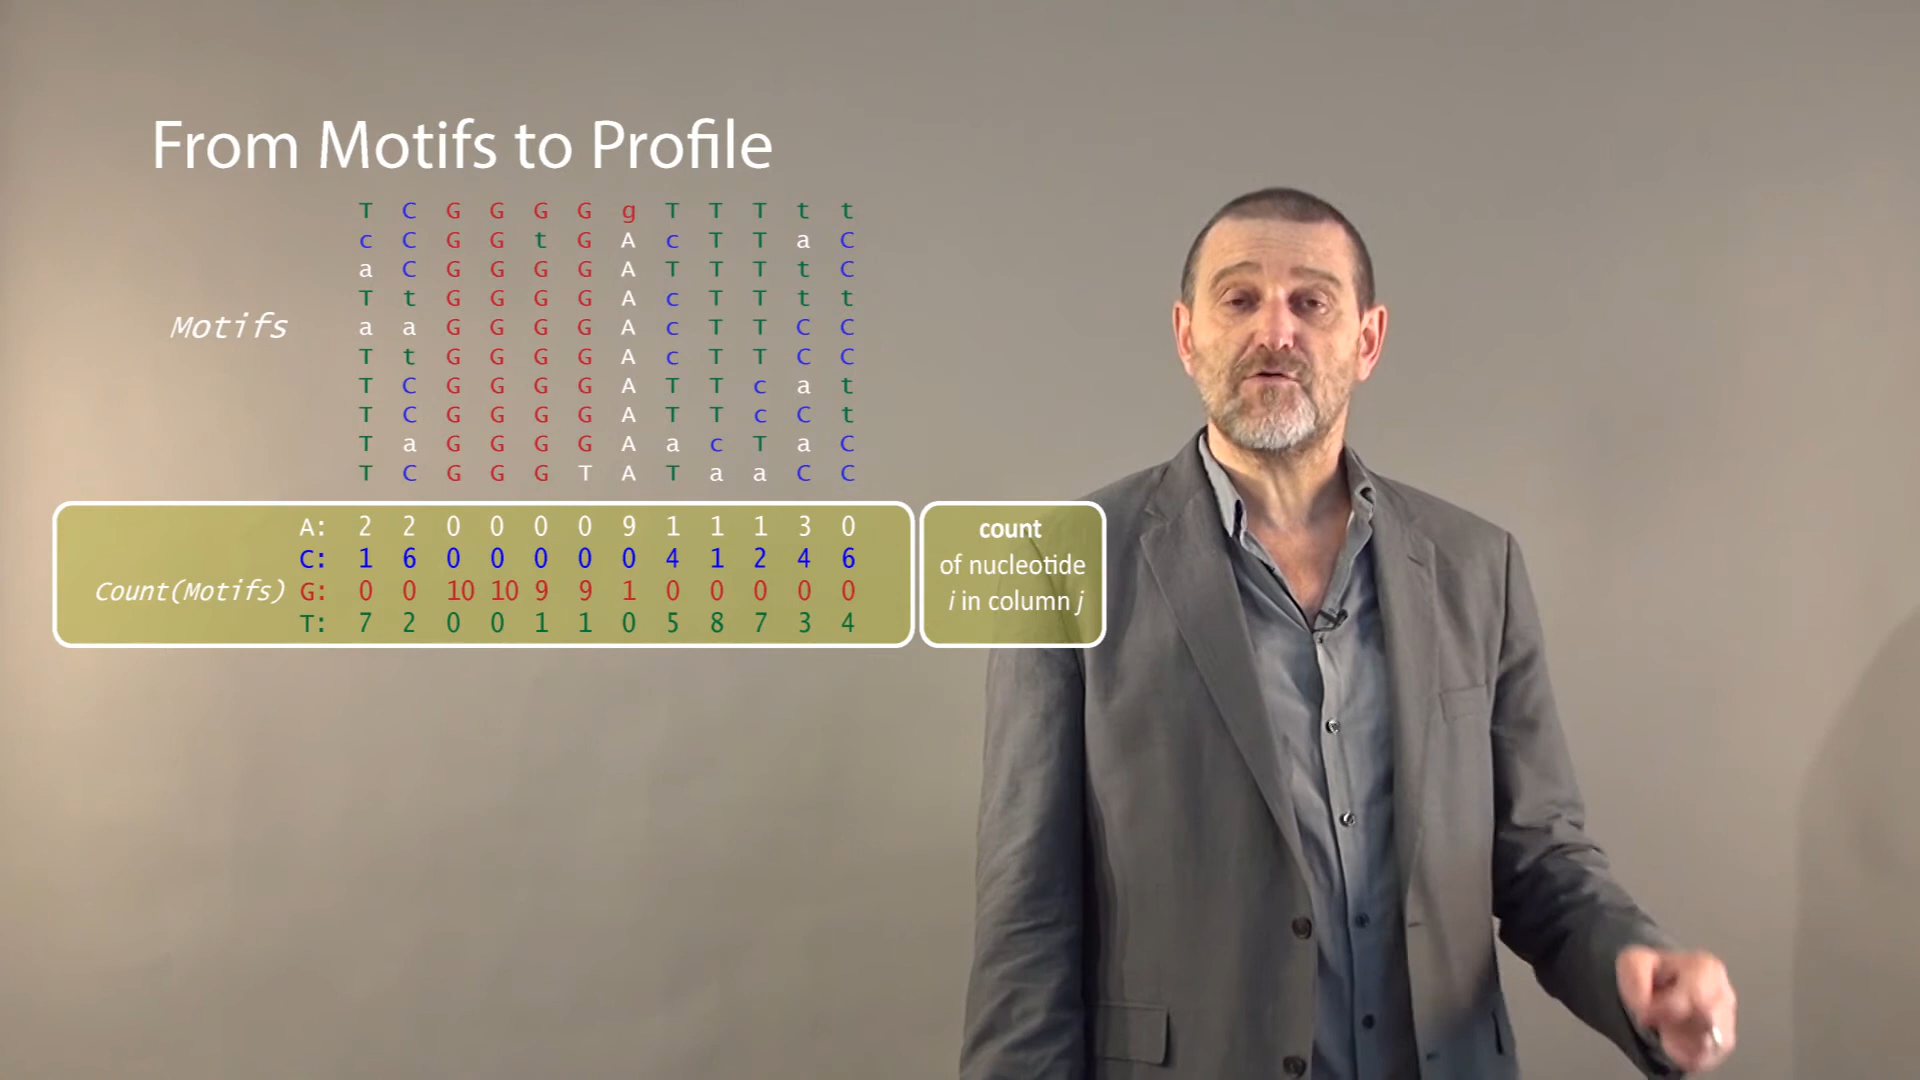 From Motifs to Profile
T C G G G G g T T T t t
c C G G t G A c T T a C
a C G G G G A T T T t C
T t G G G G A c T T t t
Motifs a a G G G G A c T T C C
T t G G G G A c T T C C
T C G G G G A T T c a t
T C G G G G A T T c C t
T a G G G G A a c T a C
T C G G G T A T a a C C
A: 2 2 0 0 0 0 9 1 1 1 3 0
C: 1 6 0 0 0 0 0 4 1 2 4 6
Count(Motifs) G: 0 0 10 10 9 9 1 0 0 0 0 0
T: 7 2 0 0 1 1 0 5 8 7 3 4
count
of nucleotide
i in column j